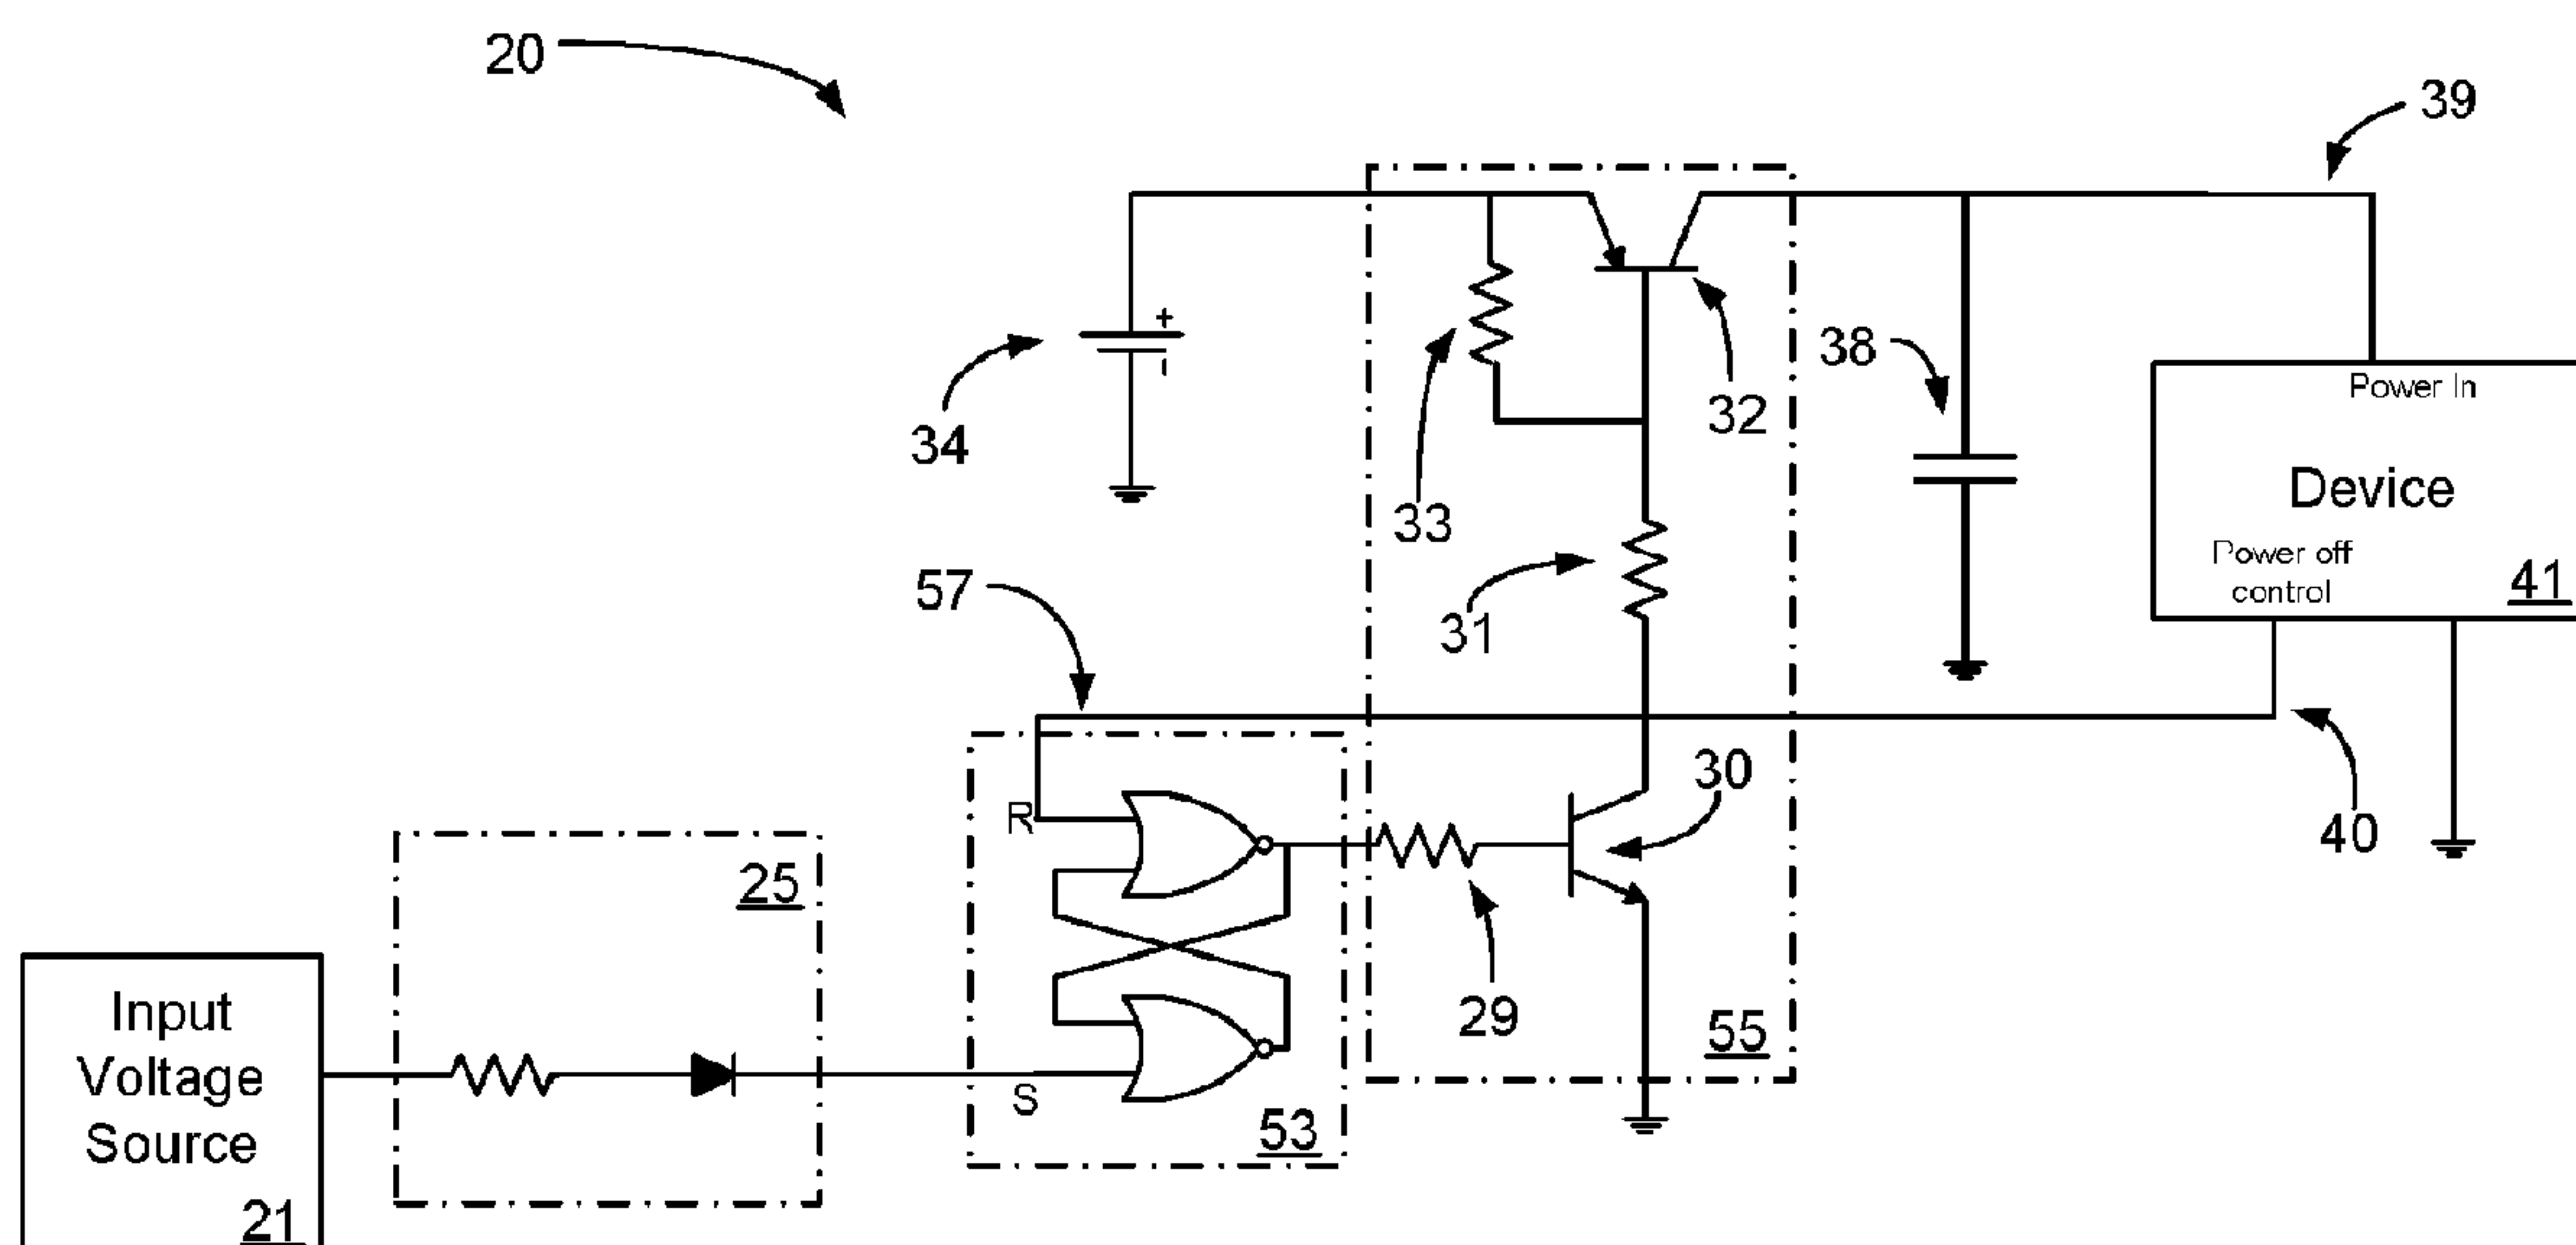 20
39
+
-
34
33
32
38
Power In
Device
Power off
control
41
57
31
30
40
R
25
29
55
S
53
Input
Voltage
Source
21